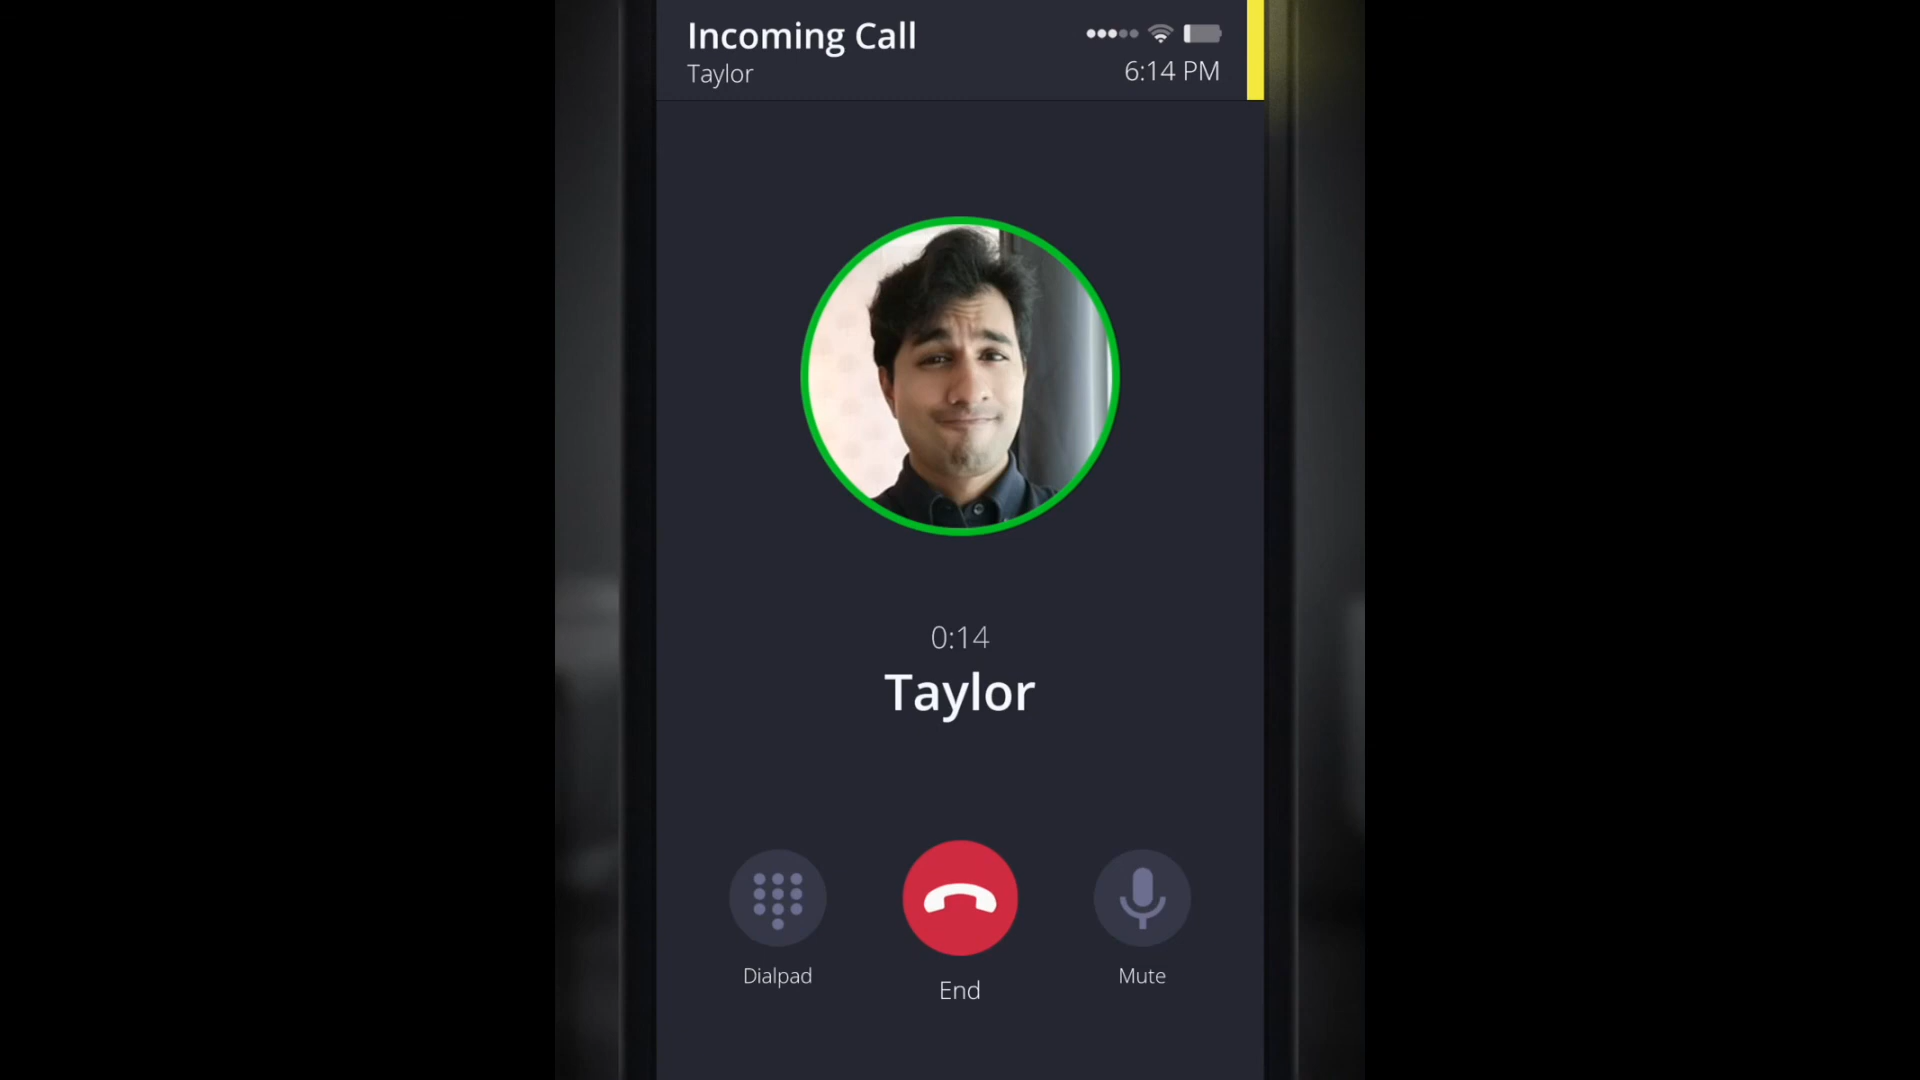 Incoming Call
Taylor
6:14 PM
0:14
Taylor
Dialpad
End
Mute